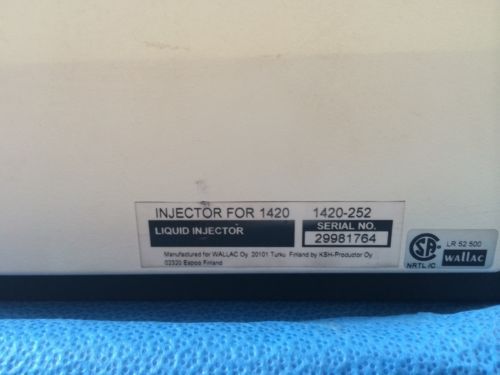 INJECTOR FOR 1420 1420-252
LIQUID INJECTOR SERIAL NO.
29981764
Manufactured for WALLAC Oy 20101 Turku Finland by KSH-Productor Oy
02320 Espoo Finland
SA
NRTL/C
LR 52 500
WALLAC